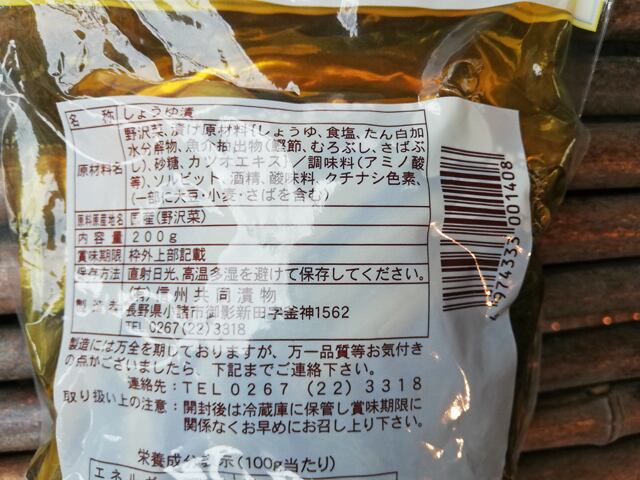 名　称 しょうゆ漬
原材料名 野沢菜、漬け原材料{しょうゆ、食塩、たん白加
水分解物、魚介抽出物(鰹節、むろぶし、さばぶ
し)、砂糖、カツオエキス}/調味料(アミノ酸
等)、ソルビット、酒精、酸味料、クチナシ色素、
(一部に大豆・小麦・さばを含む)
原料原産地名 国産(野沢菜)
内容量 200g
賞味期限 枠外上部記載
保存方法 直射日光、高温多湿を避けて保存してください。
製造者 (有)信州共同漬物
長野県小諸市御影新田字釜神1562
TEL 0267(22)3318
製造には万全を期しておりますが、万一品質等お気付き
の点がございましたら、下記までご連絡下さい。
連絡先:TEL0267(22)3318
取り扱い上の注意:開封後は冷蔵庫に保管し賞味期限に
関係なくお早めにお召し上り下さい。
栄養成分表示(100g当たり)
4974333001408